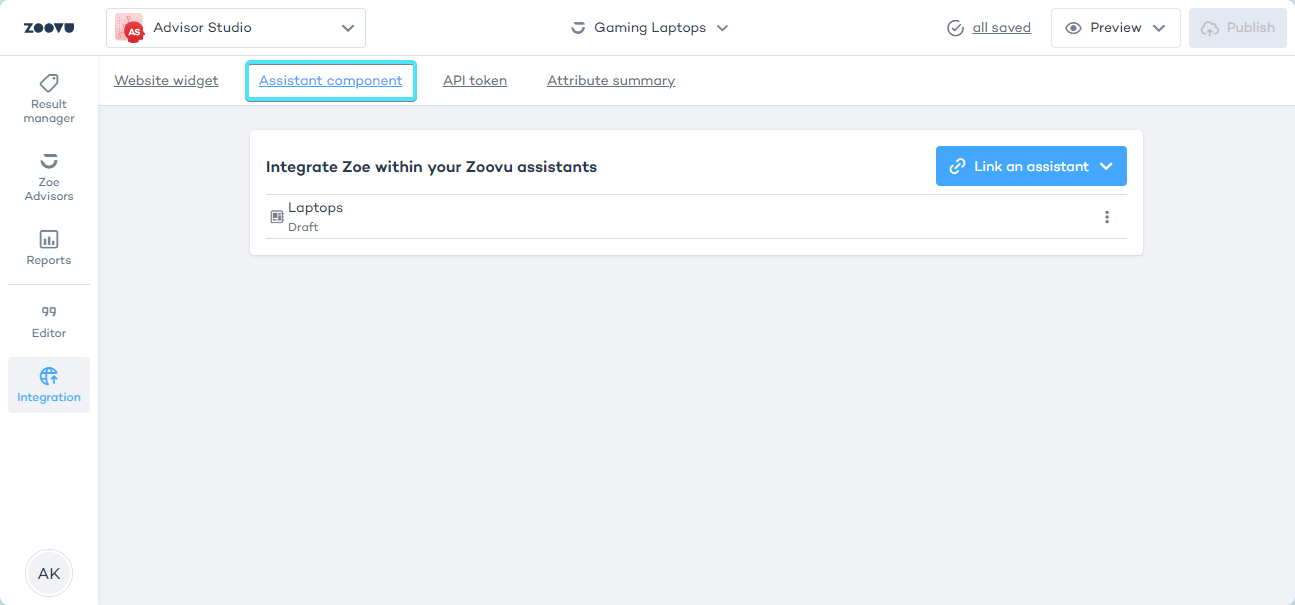 ZOOVU
AS
Advisor Studio
Gaming Laptops
all saved
Preview
Publish
Website widget
Assistant component
API token
Attribute summary
Result
manager
Zoe
Advisors
Reports
Editor
Integration
Integrate Zoe within your Zoovu assistants
Link an assistant
Laptops
Draft
AK